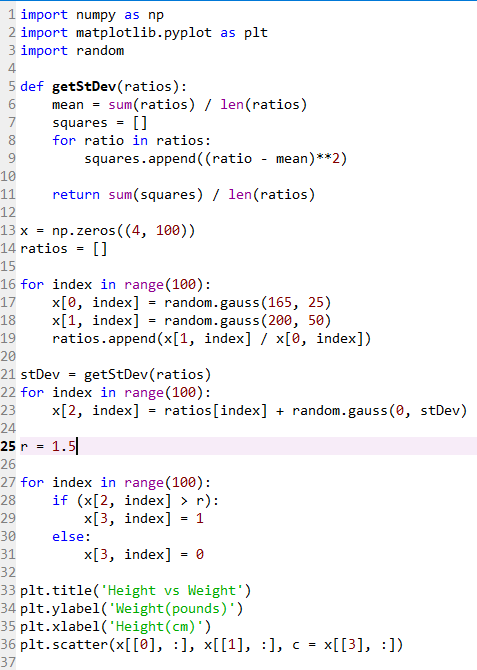 1 import numpy as np
2 import matplotlib.pyplot as plt
3 import random
4
5 def getStDev(ratios):
6     mean = sum(ratios) / len(ratios)
7     squares = []
8     for ratio in ratios:
9         squares.append((ratio - mean)**2)
10
11     return sum(squares) / len(ratios)
12
13 x = np.zeros((4, 100))
14 ratios = []
15
16 for index in range(100):
17     x[0, index] = random.gauss(165, 25)
18     x[1, index] = random.gauss(200, 50)
19     ratios.append(x[1, index] / x[0, index])
20
21 stDev = getStDev(ratios)
22 for index in range(100):
23     x[2, index] = ratios[index] + random.gauss(0, stDev)
24
25 r = 1.5
26
27 for index in range(100):
28     if (x[2, index] > r):
29         x[3, index] = 1
30     else:
31         x[3, index] = 0
32
33 plt.title('Height vs Weight')
34 plt.ylabel('Weight(pounds)')
35 plt.xlabel('Height(cm)')
36 plt.scatter(x[[0], :], x[[1], :], c = x[[3], :])
37